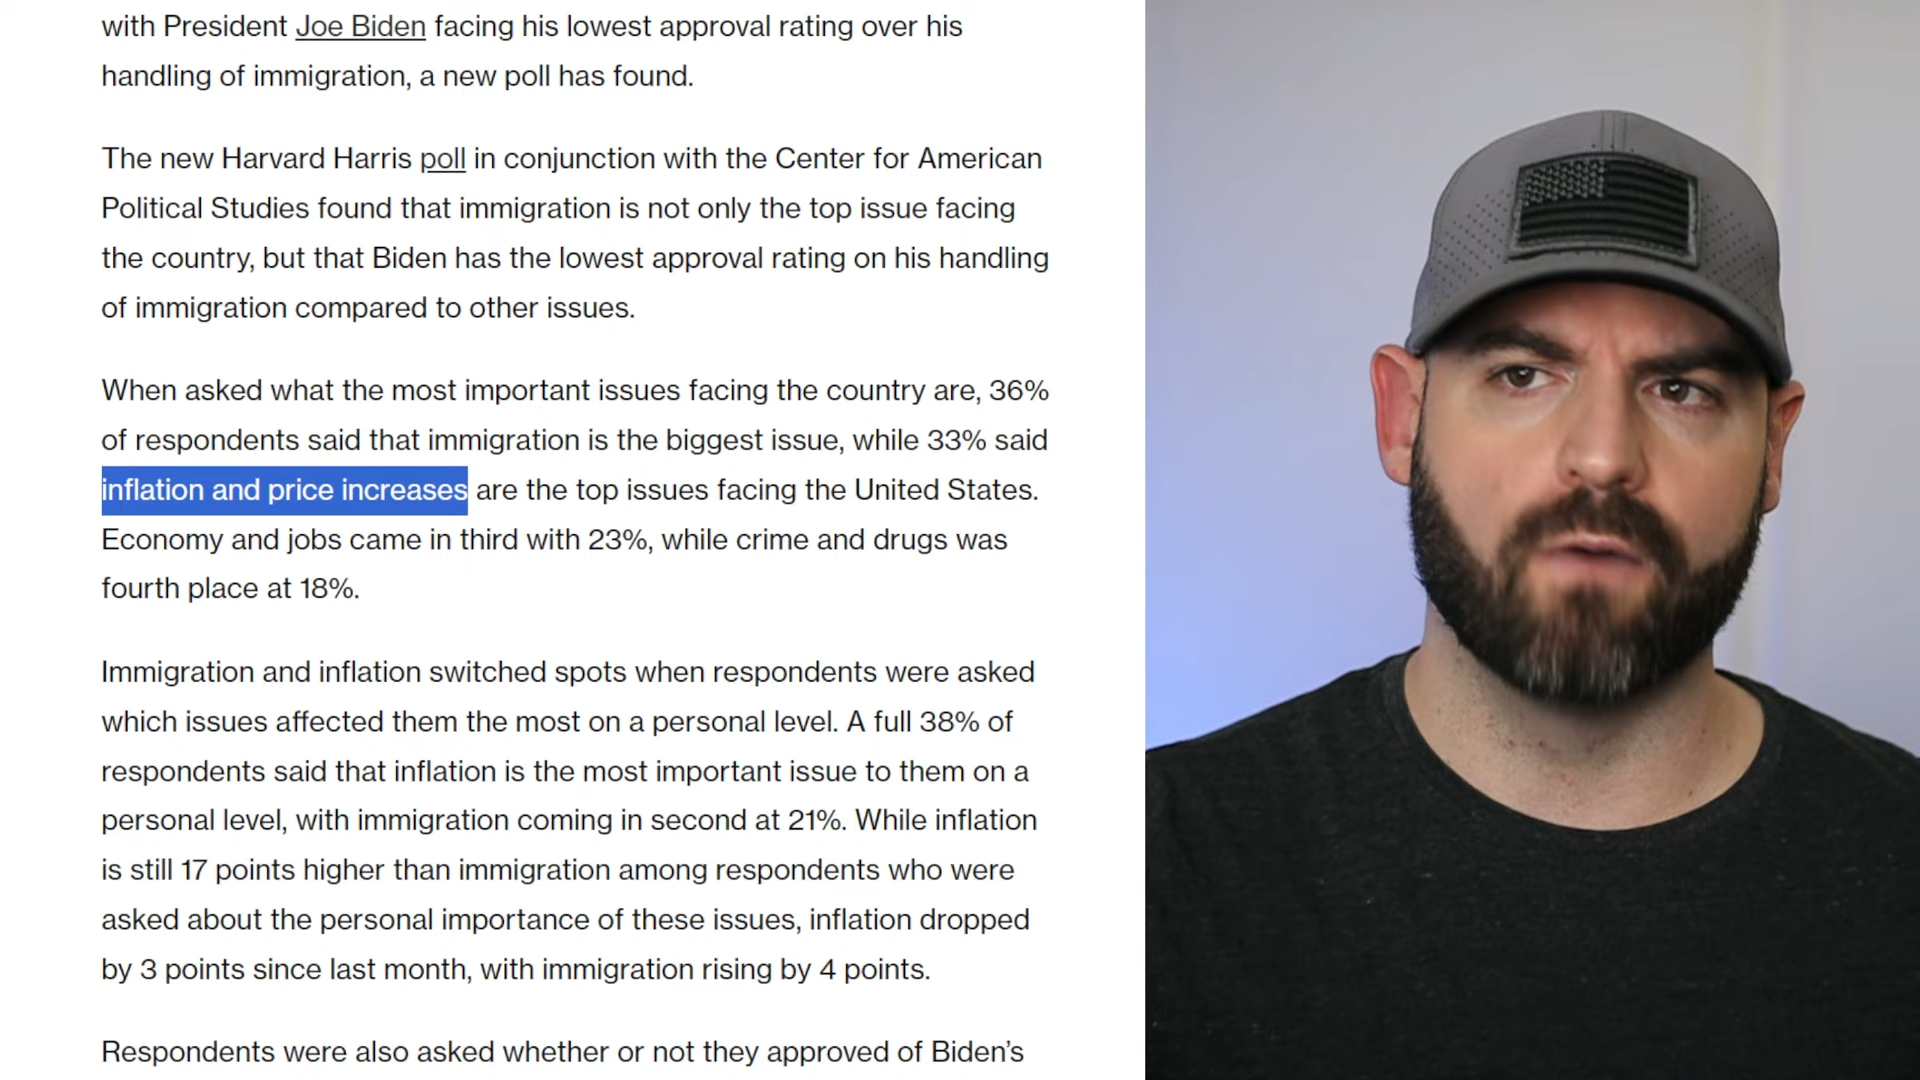 with President Joe Biden facing his lowest approval rating over his
handling of immigration, a new poll has found.
The new Harvard Harris poll in conjunction with the Center for American
Political Studies found that immigration is not only the top issue facing
the country, but that Biden has the lowest approval rating on his handling
of immigration compared to other issues.
When asked what the most important issues facing the country are, 36%
of respondents said that immigration is the biggest issue, while 33% said
inflation and price increases are the top issues facing the United States.
Economy and jobs came in third with 23%, while crime and drugs was
fourth place at 18%.
Immigration and inflation switched spots when respondents were asked
which issues affected them the most on a personal level. A full 38% of
respondents said that inflation is the most important issue to them on a
personal level, with immigration coming in second at 21%. While inflation
is still 17 points higher than immigration among respondents who were
asked about the personal importance of these issues, inflation dropped
by 3 points since last month, with immigration rising by 4 points.
Respondents were also asked whether or not they approved of Biden’s